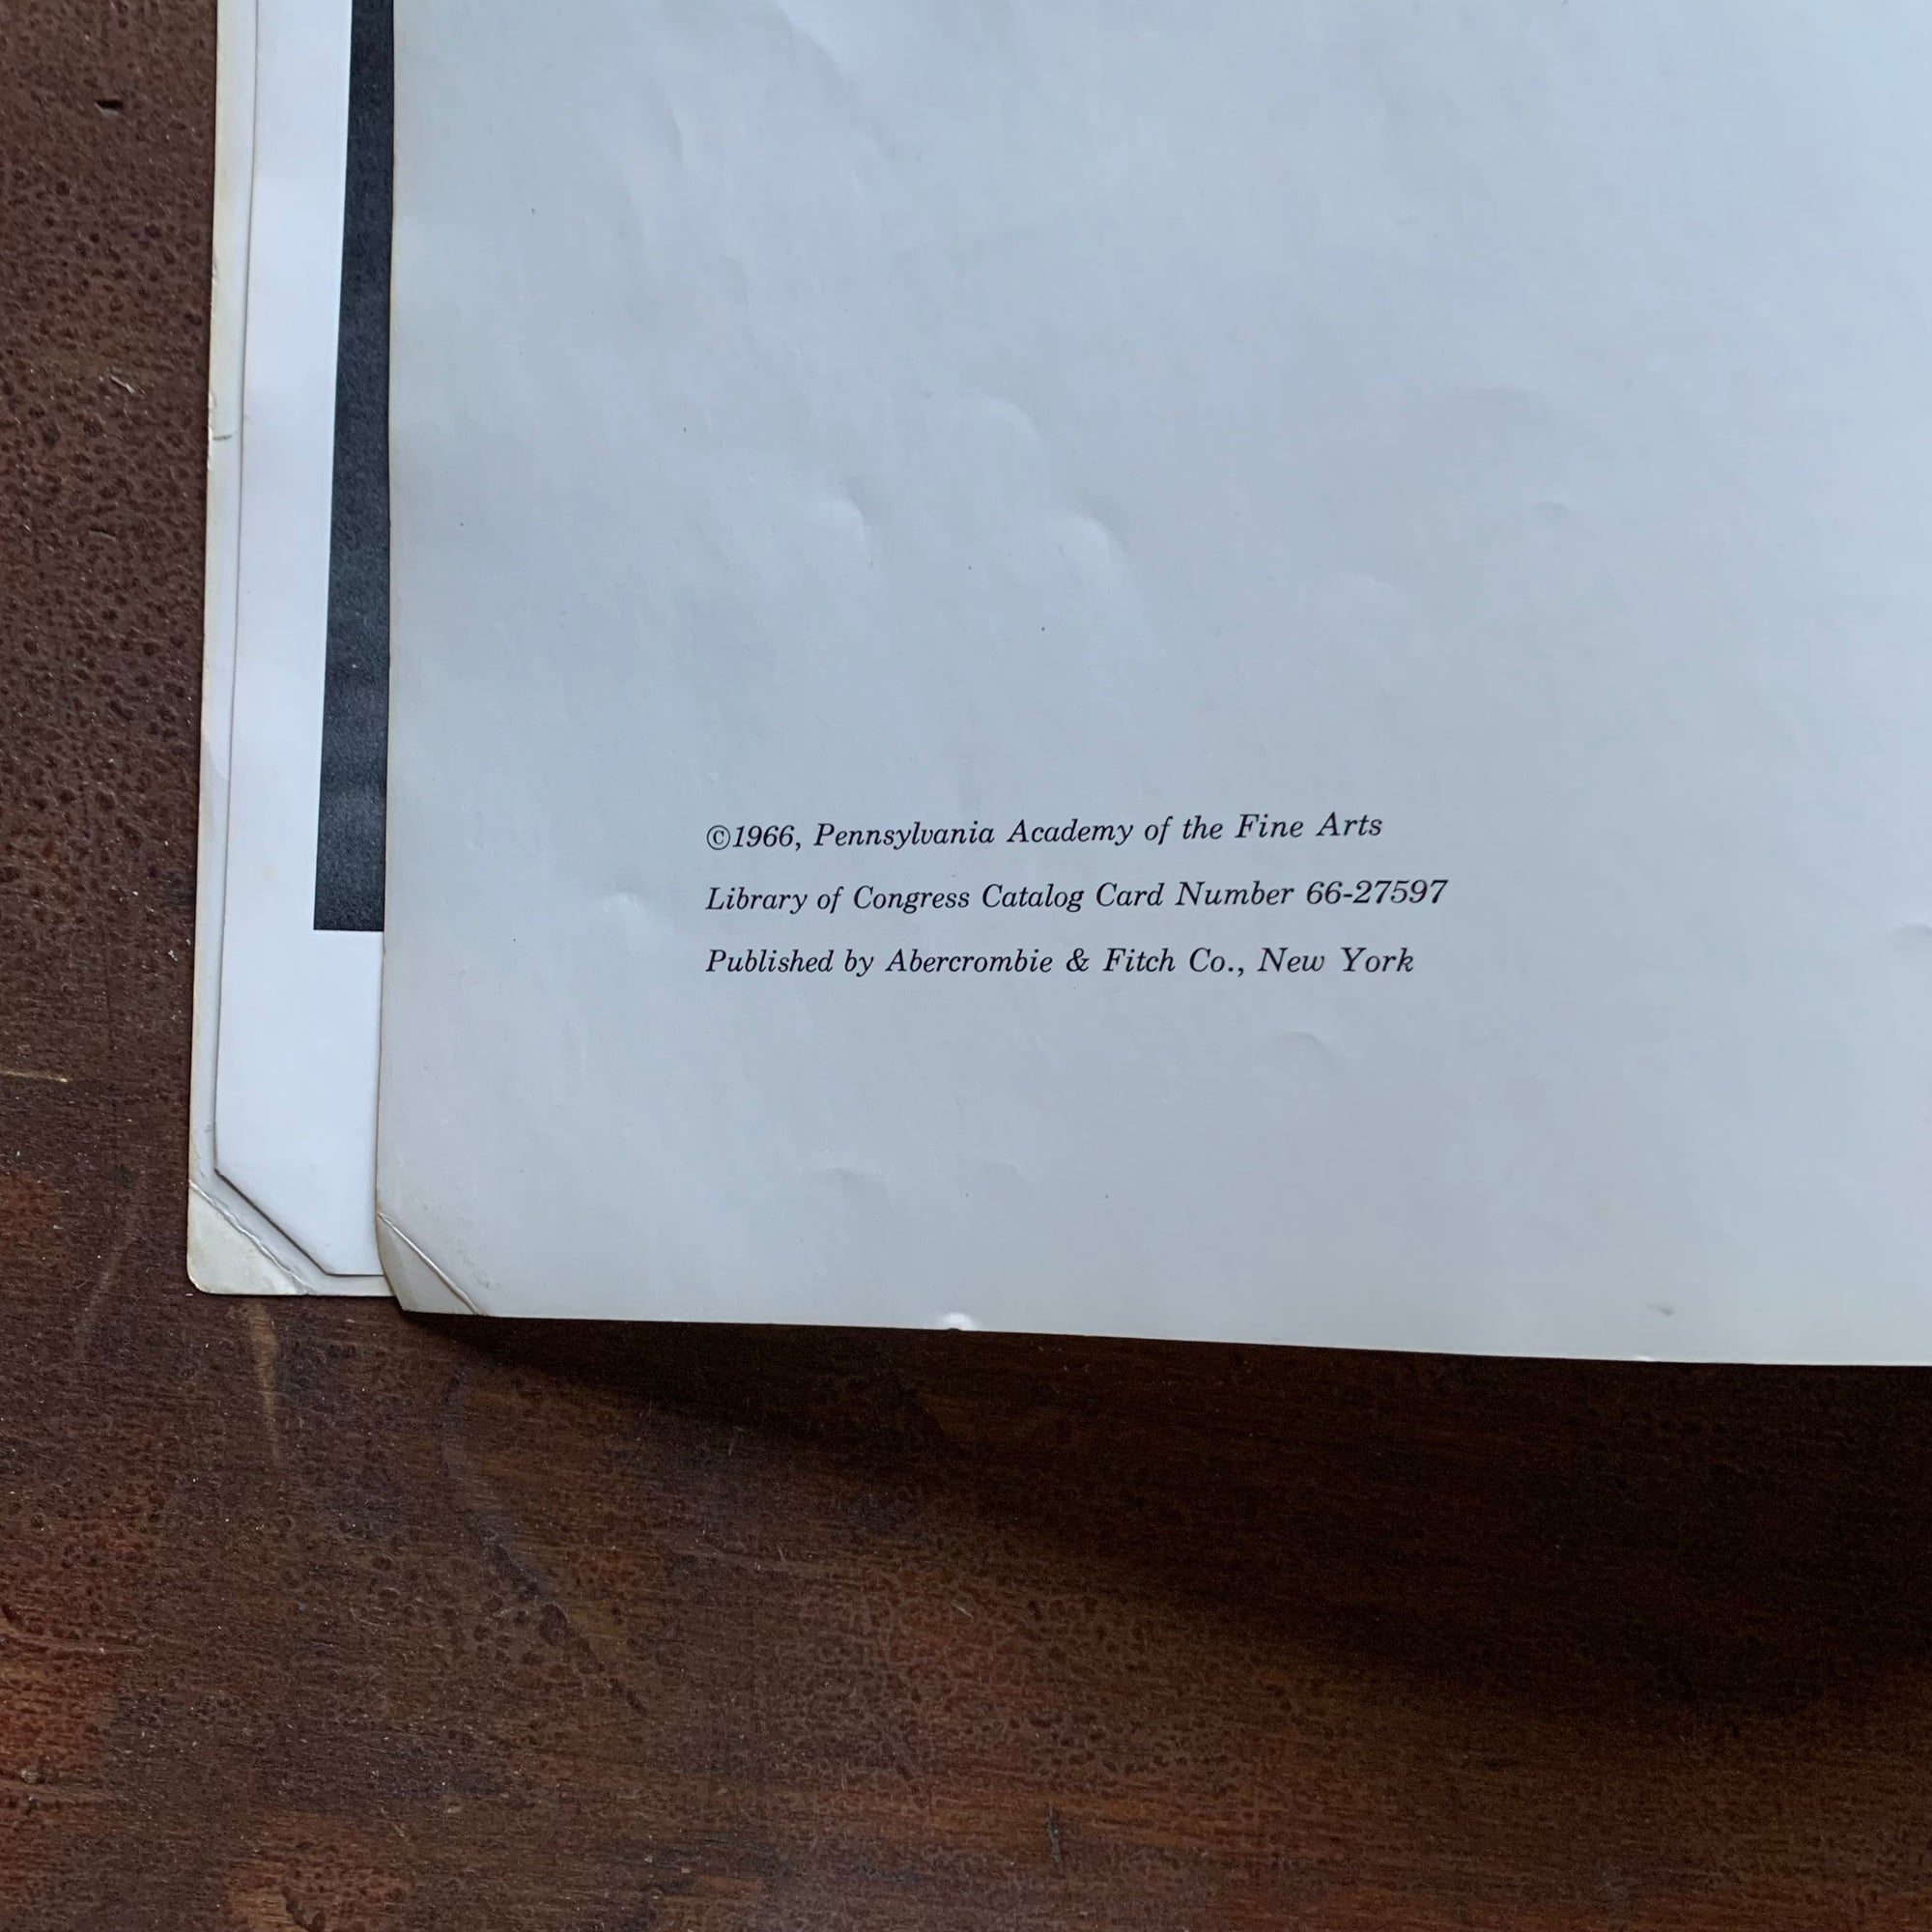 ©1966, Pennsylvania Academy of the Fine Arts
Library of Congress Catalog Card Number 66-27597
Published by Abercrombie & Fitch Co., New York